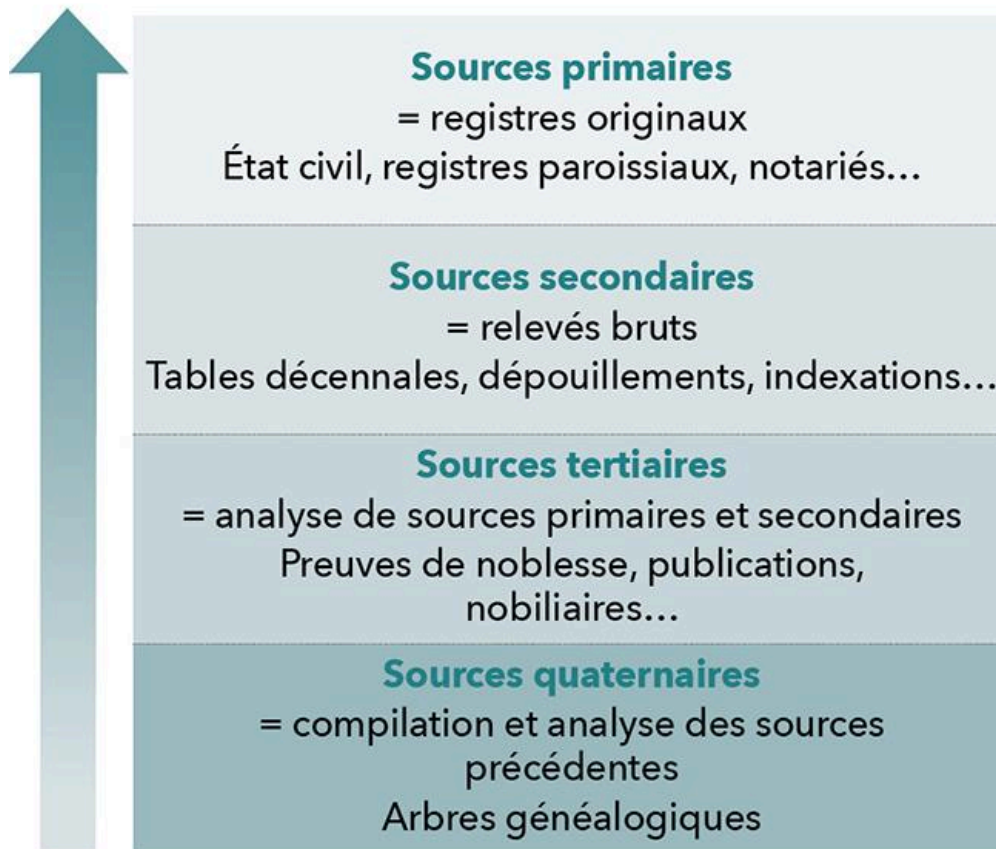 Sources primaires
= registres originaux
État civil, registres paroissiaux, notariés…
Sources secondaires
= relevés bruts
Tables décennales, dépouillements, indexations…
Sources tertiaires
= analyse de sources primaires et secondaires
Preuves de noblesse, publications,
nobiliaires…
Sources quaternaires
= compilation et analyse des sources
précédentes
Arbres généalogiques